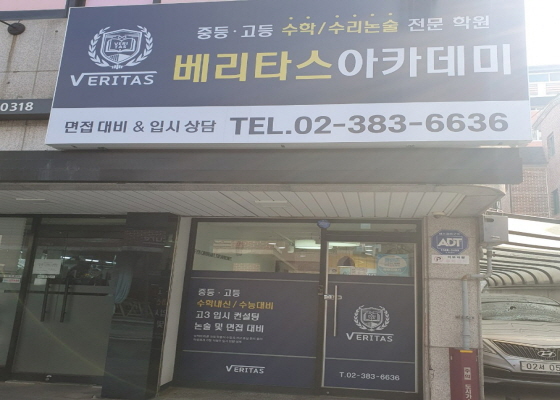 중등·고등 수학/수리논술 전문 학원
VERITAS
베리타스아카데미
0318
면접 대비 & 입시 상담 TEL.02-383-6636
ADT
중등·고등
수학내신/수능대비
고3 입시 컨설팅
논술 및 면접 대비
VERITAS
VERITAS
T.02-383-6636